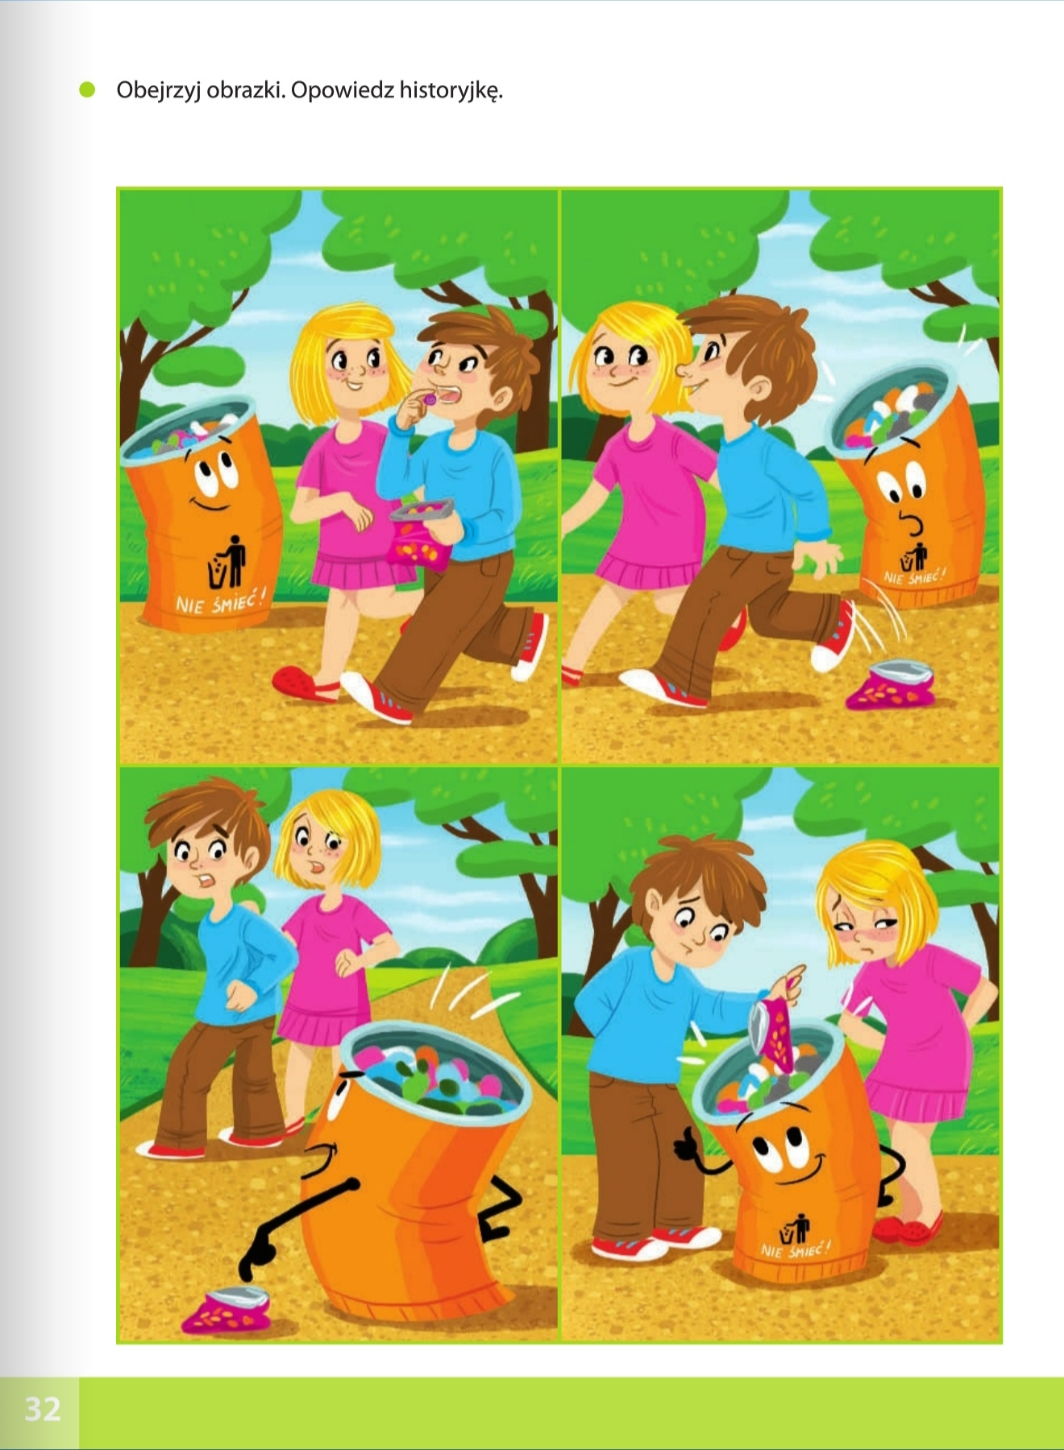 Obejrzyj obrazki. Opowiedz historyjkę.
NIE ŚMIEĆ!
NIE ŚMIEĆ!
NIE ŚMIEĆ!
32